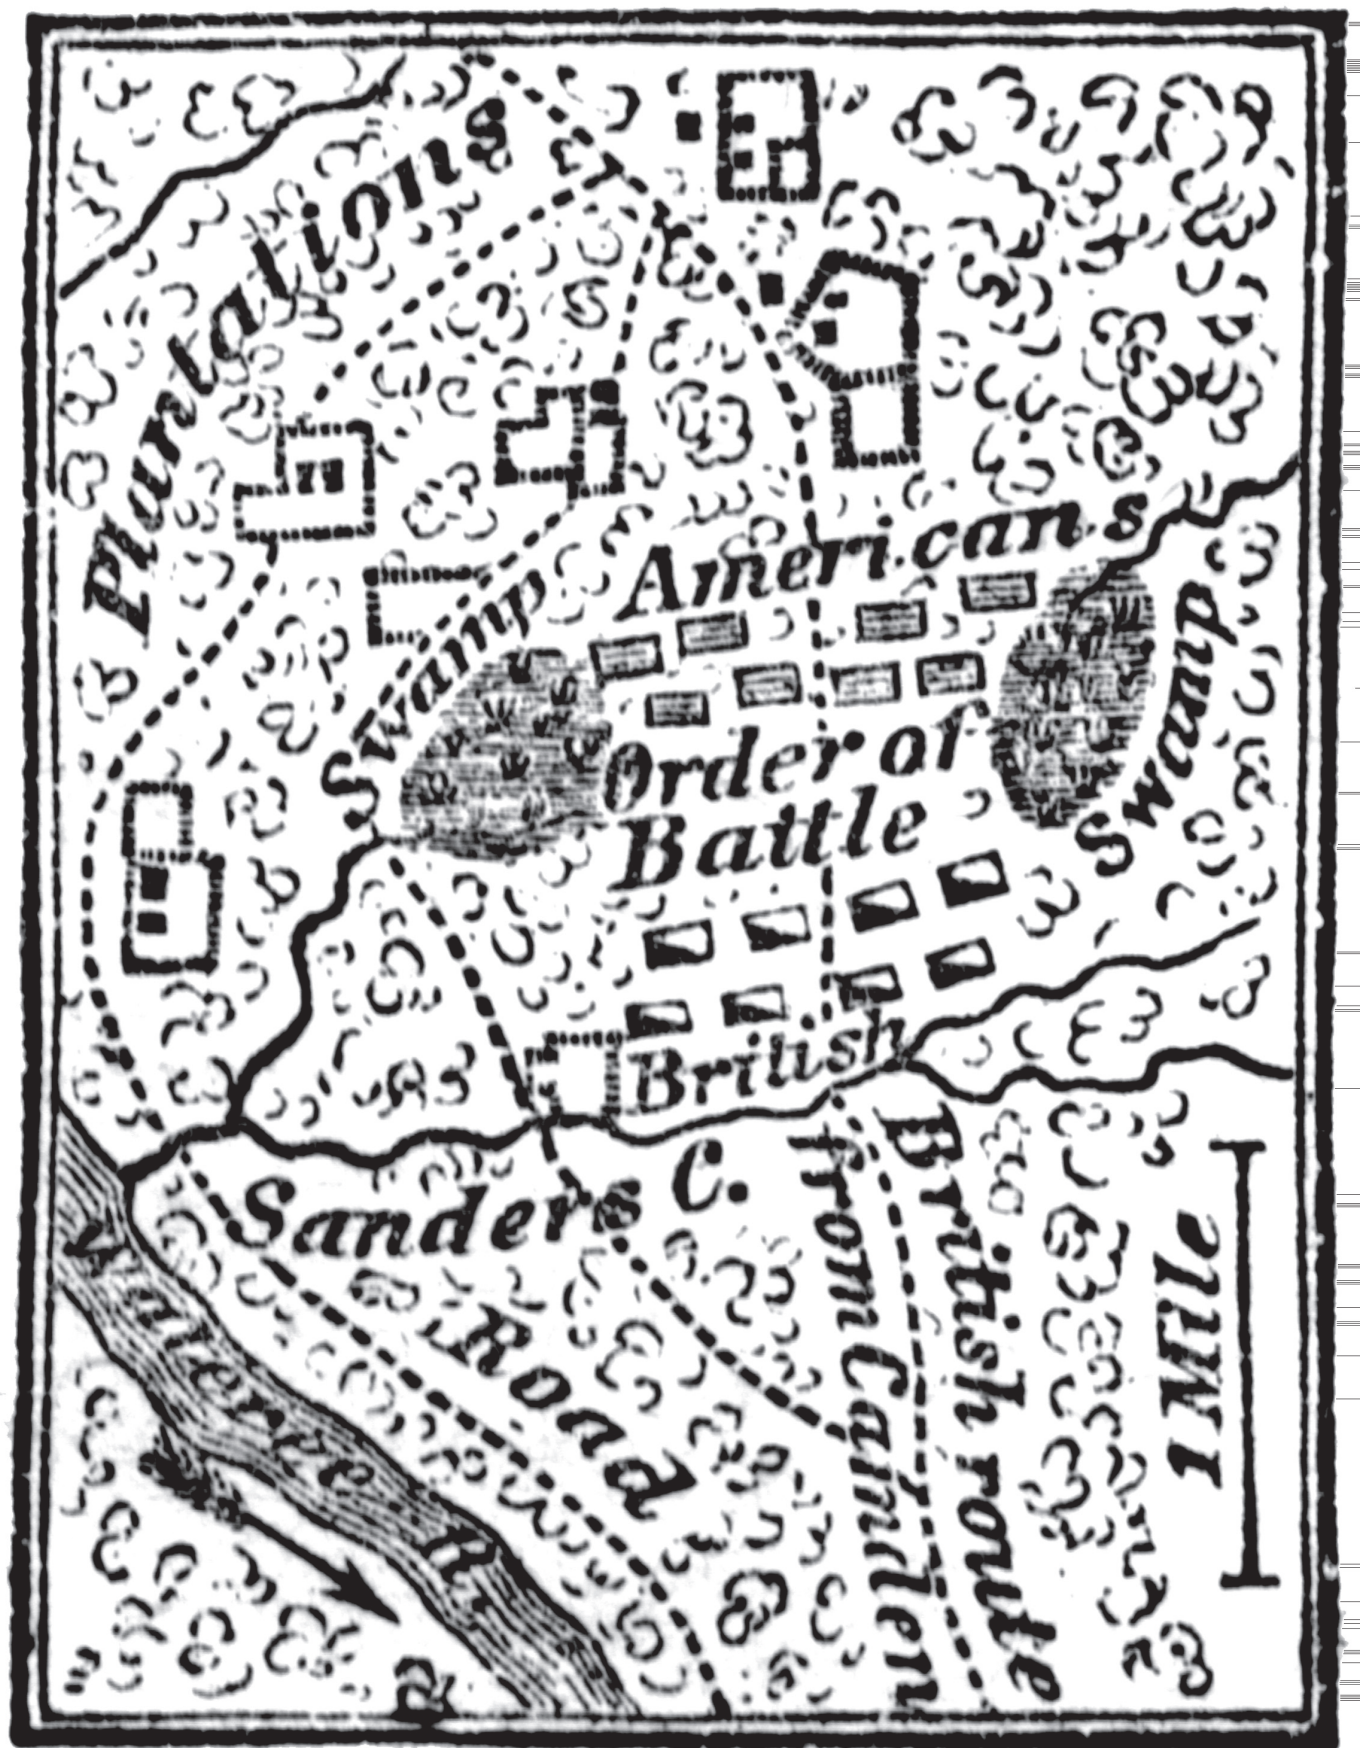 Plantations
Americans
Swamp
Swamp
Order of
Battle
British
Sanders C.
Road
from Camden
British route
1 Mile
Wateree R.